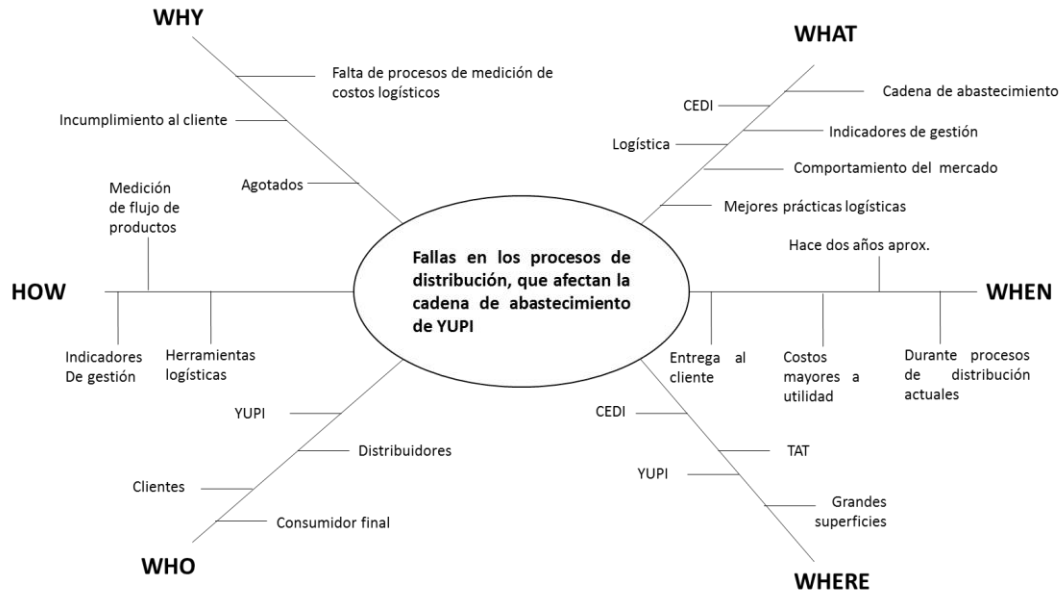 WHY
Falta de procesos de medición de
costos logísticos
Incumplimiento al cliente
Agotados
WHAT
Cadena de abastecimiento
CEDI
Indicadores de gestión
Logística
Comportamiento del mercado
Mejores prácticas logísticas
Medición
de flujo de
productos
HOW
Indicadores
De gestión
Herramientas
logísticas
Fallas en los procesos de
distribución, que afectan la
cadena de abastecimiento
de YUPI
Hace dos años aprox.
WHEN
Entrega al
cliente
Costos
mayores a
utilidad
Durante procesos
de distribución
actuales
YUPI
Distribuidores
Clientes
Consumidor final
WHO
CEDI
TAT
YUPI
Grandes
superficies
WHERE